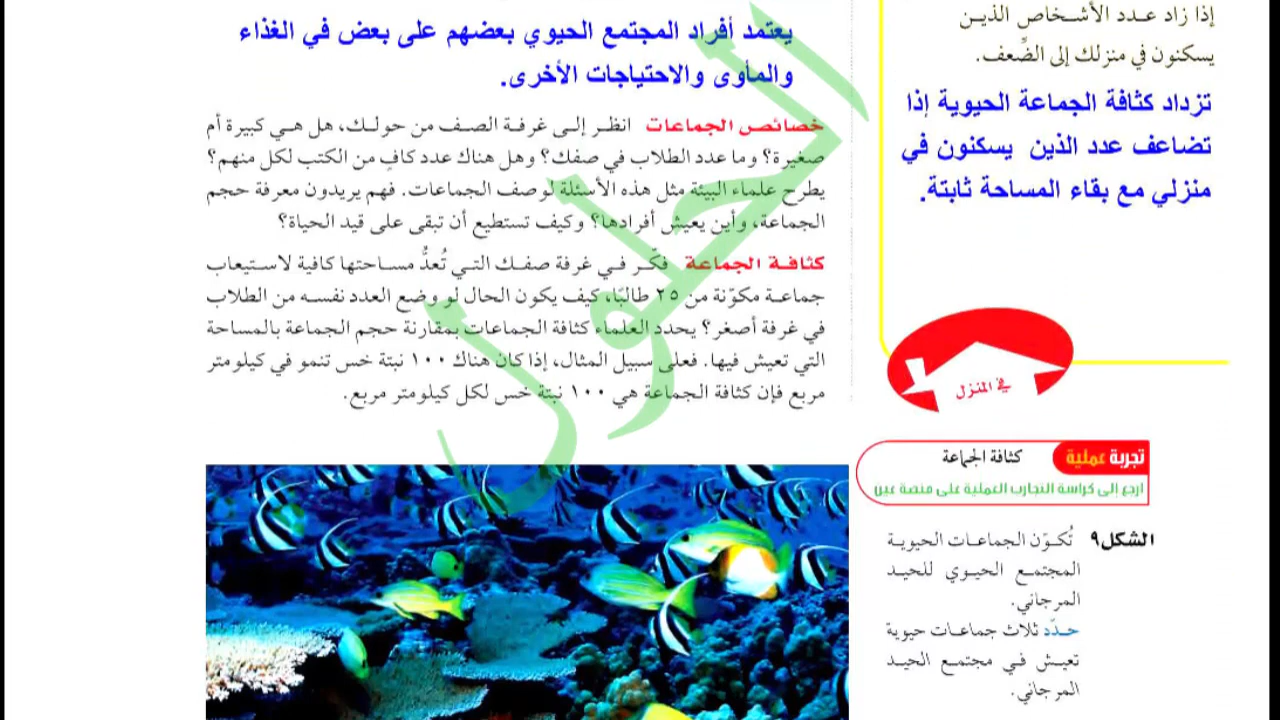 إذا زاد عدد الأشخاص الذين
يسكنون في منزلك إلى الضِّعف.
تزداد كثافة الجماعة الحيوية إذا
تضاعف عدد الذين يسكنون في
منزلي مع بقاء المساحة ثابتة.
في المنزل
تجربة عملية كثافة الجماعة
ارجع إلى كراسة التجارب العملية على منصة عين
الشكل ٩ تُكوّن الجماعات الحيوية
المجتمع الحيوي للحيد
المرجاني.
حدّد ثلاث جماعات حيوية
تعيش في مجتمع الحيد
المرجاني.
يعتمد أفراد المجتمع الحيوي بعضهم على بعض في الغذاء
والمأوى والاحتياجات الأخرى.
خصائص الجماعات انظر إلى غرفة الصف من حولك، هل هي كبيرة أم
صغيرة؟ وما عدد الطلاب في صفك؟ وهل هناك عدد كافٍ من الكتب لكل منهم؟
يطرح علماء البيئة مثل هذه الأسئلة لوصف الجماعات. فهم يريدون معرفة حجم
الجماعة، وأين يعيش أفرادها؟ وكيف تستطيع أن تبقى على قيد الحياة؟
كثافة الجماعة فكّر في غرفة صفك التي تُعدُّ مساحتها كافية لاستيعاب
جماعة مكوّنة من ٢٥ طالبًا، كيف يكون الحال لو وضع العدد نفسه من الطلاب
في غرفة أصغر؟ يحدد العلماء كثافة الجماعات بمقارنة حجم الجماعة بالمساحة
التي تعيش فيها. فعلى سبيل المثال، إذا كان هناك ١٠٠ نبتة خس تنمو في كيلومتر
مربع فإن كثافة الجماعة هي ١٠٠ نبتة خس لكل كيلومتر مربع.
الحلول